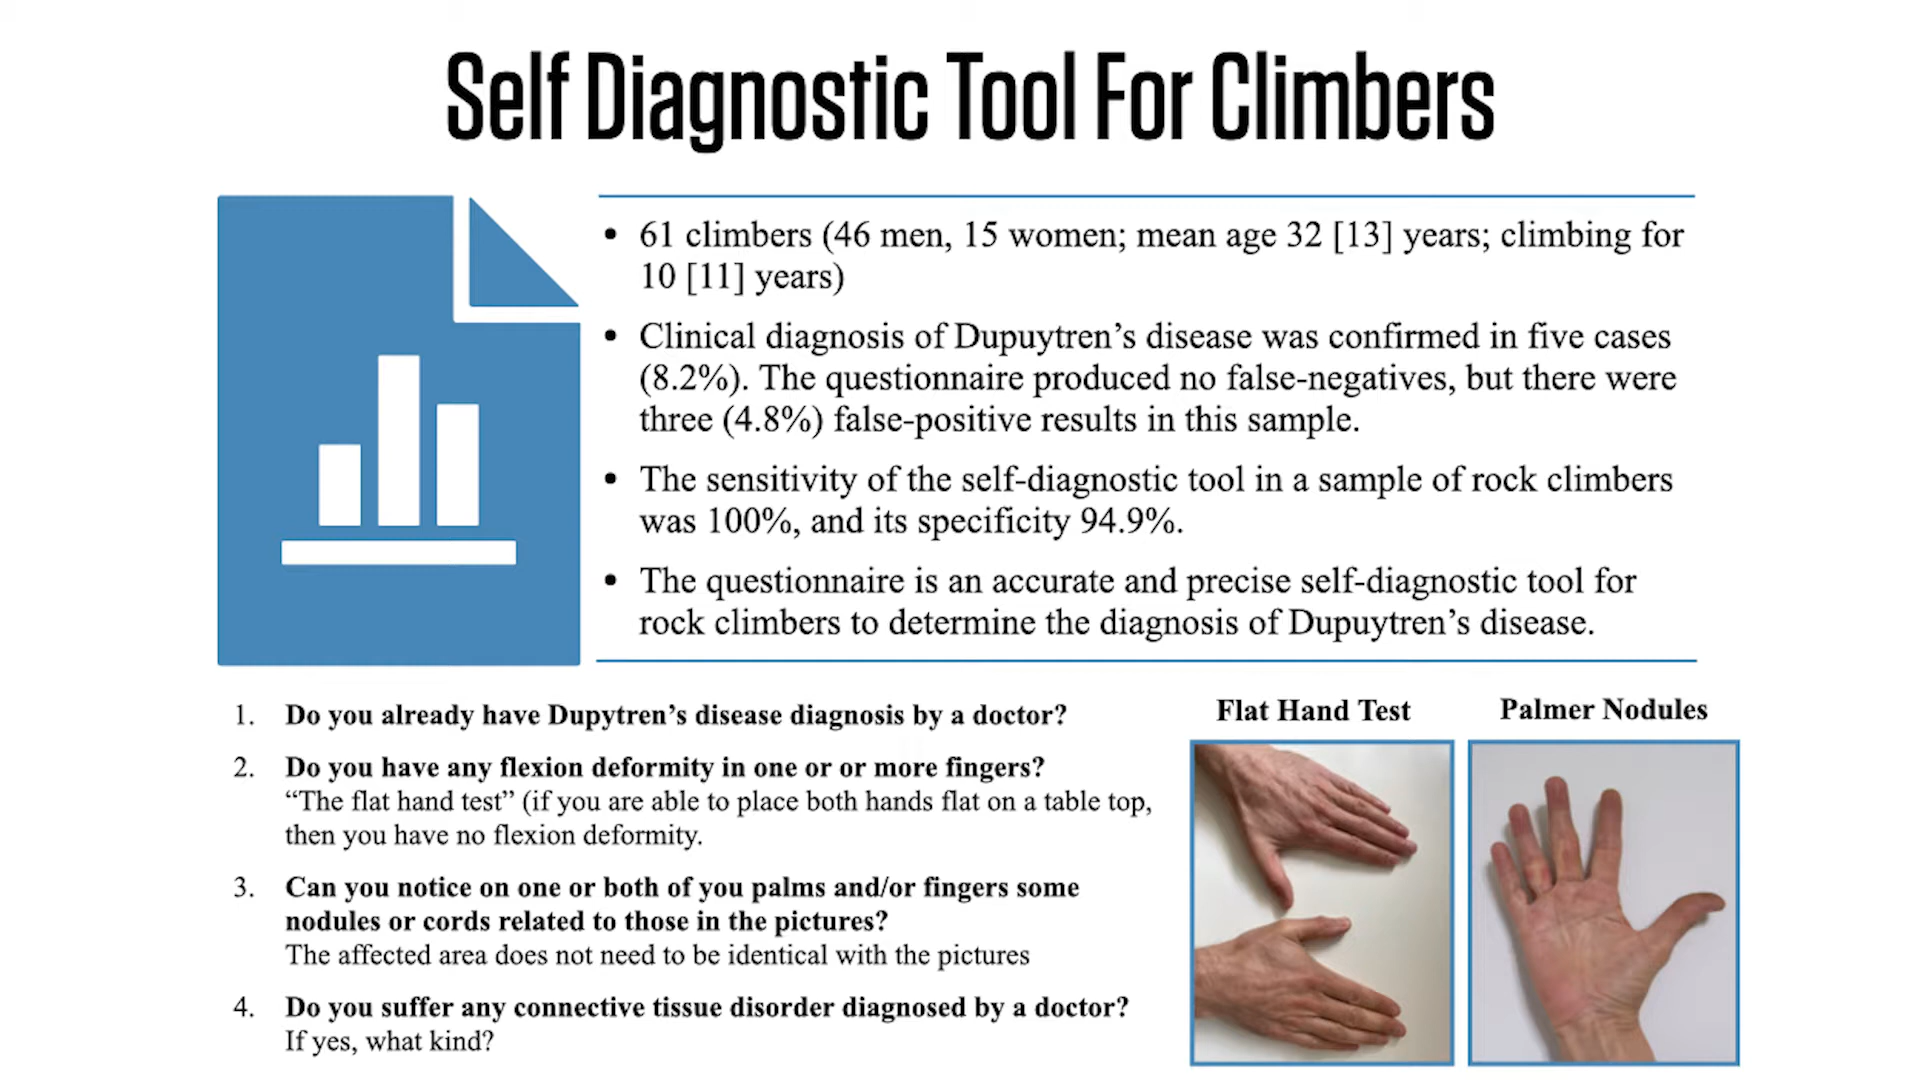 Self Diagnostic Tool For Climbers
• 61 climbers (46 men, 15 women; mean age 32 [13] years; climbing for
10 [11] years)
• Clinical diagnosis of Dupuytren’s disease was confirmed in five cases
(8.2%). The questionnaire produced no false-negatives, but there were
three (4.8%) false-positive results in this sample.
• The sensitivity of the self-diagnostic tool in a sample of rock climbers
was 100%, and its specificity 94.9%.
• The questionnaire is an accurate and precise self-diagnostic tool for
rock climbers to determine the diagnosis of Dupuytren’s disease.
1. Do you already have Dupytren’s disease diagnosis by a doctor?
2. Do you have any flexion deformity in one or or more fingers?
“The flat hand test” (if you are able to place both hands flat on a table top,
then you have no flexion deformity.
3. Can you notice on one or both of you palms and/or fingers some
nodules or cords related to those in the pictures?
The affected area does not need to be identical with the pictures
4. Do you suffer any connective tissue disorder diagnosed by a doctor?
If yes, what kind?
Flat Hand Test
Palmer Nodules